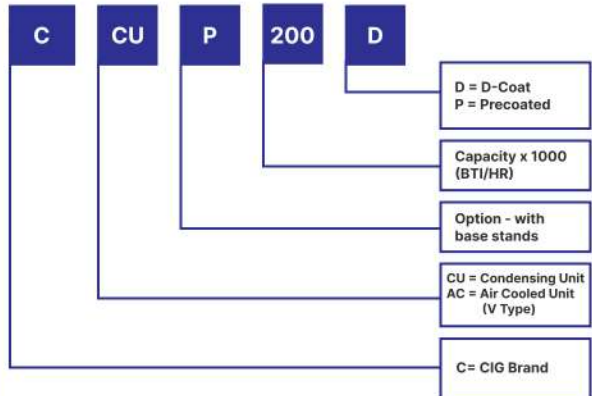 C CU P 200 D
D = D-Coat
P = Precoated
Capacity x 1000
(BTI/HR)
Option - with
base stands
CU = Condensing Unit
AC = Air Cooled Unit
(V Type)
C= CIG Brand